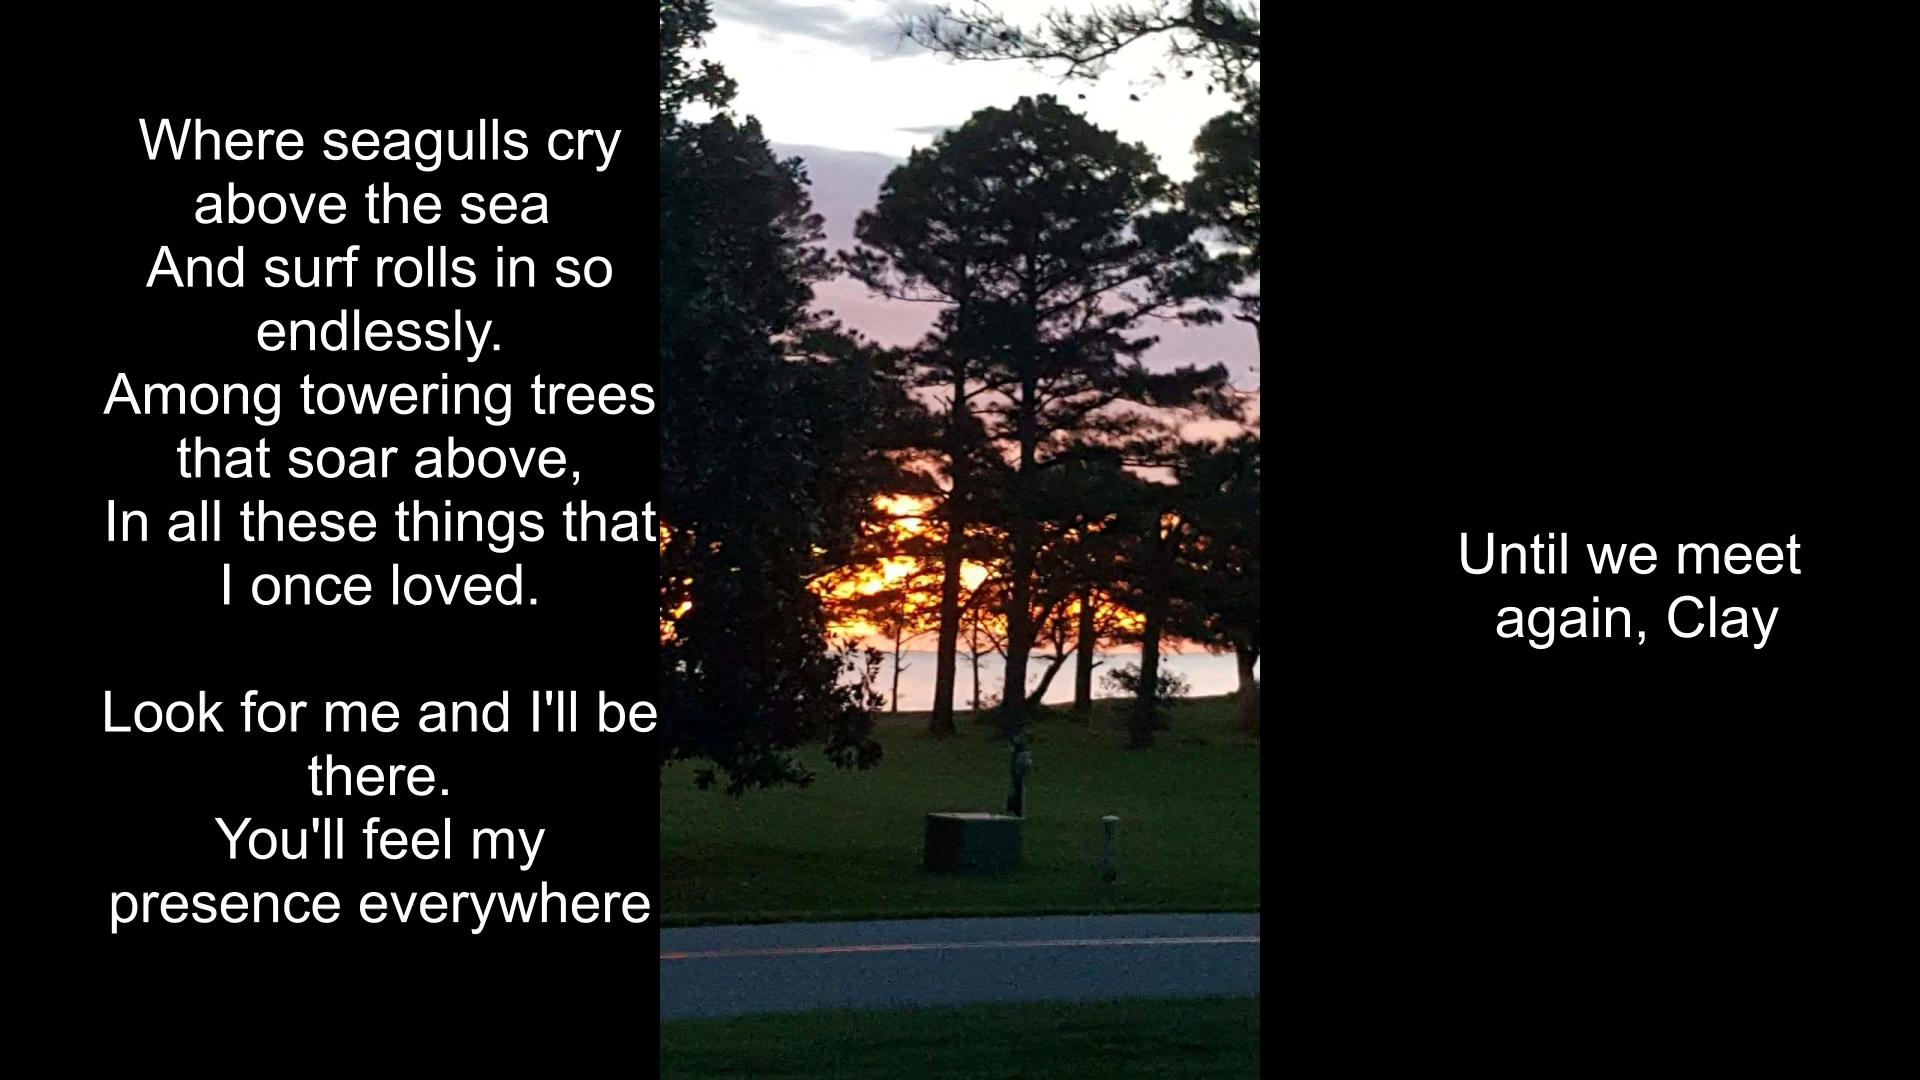 Where seagulls cry
above the sea
And surf rolls in so
endlessly.
Among towering trees
that soar above,
In all these things that
I once loved.
Look for me and I'll be
there.
You'll feel my
presence everywhere
Until we meet
again, Clay